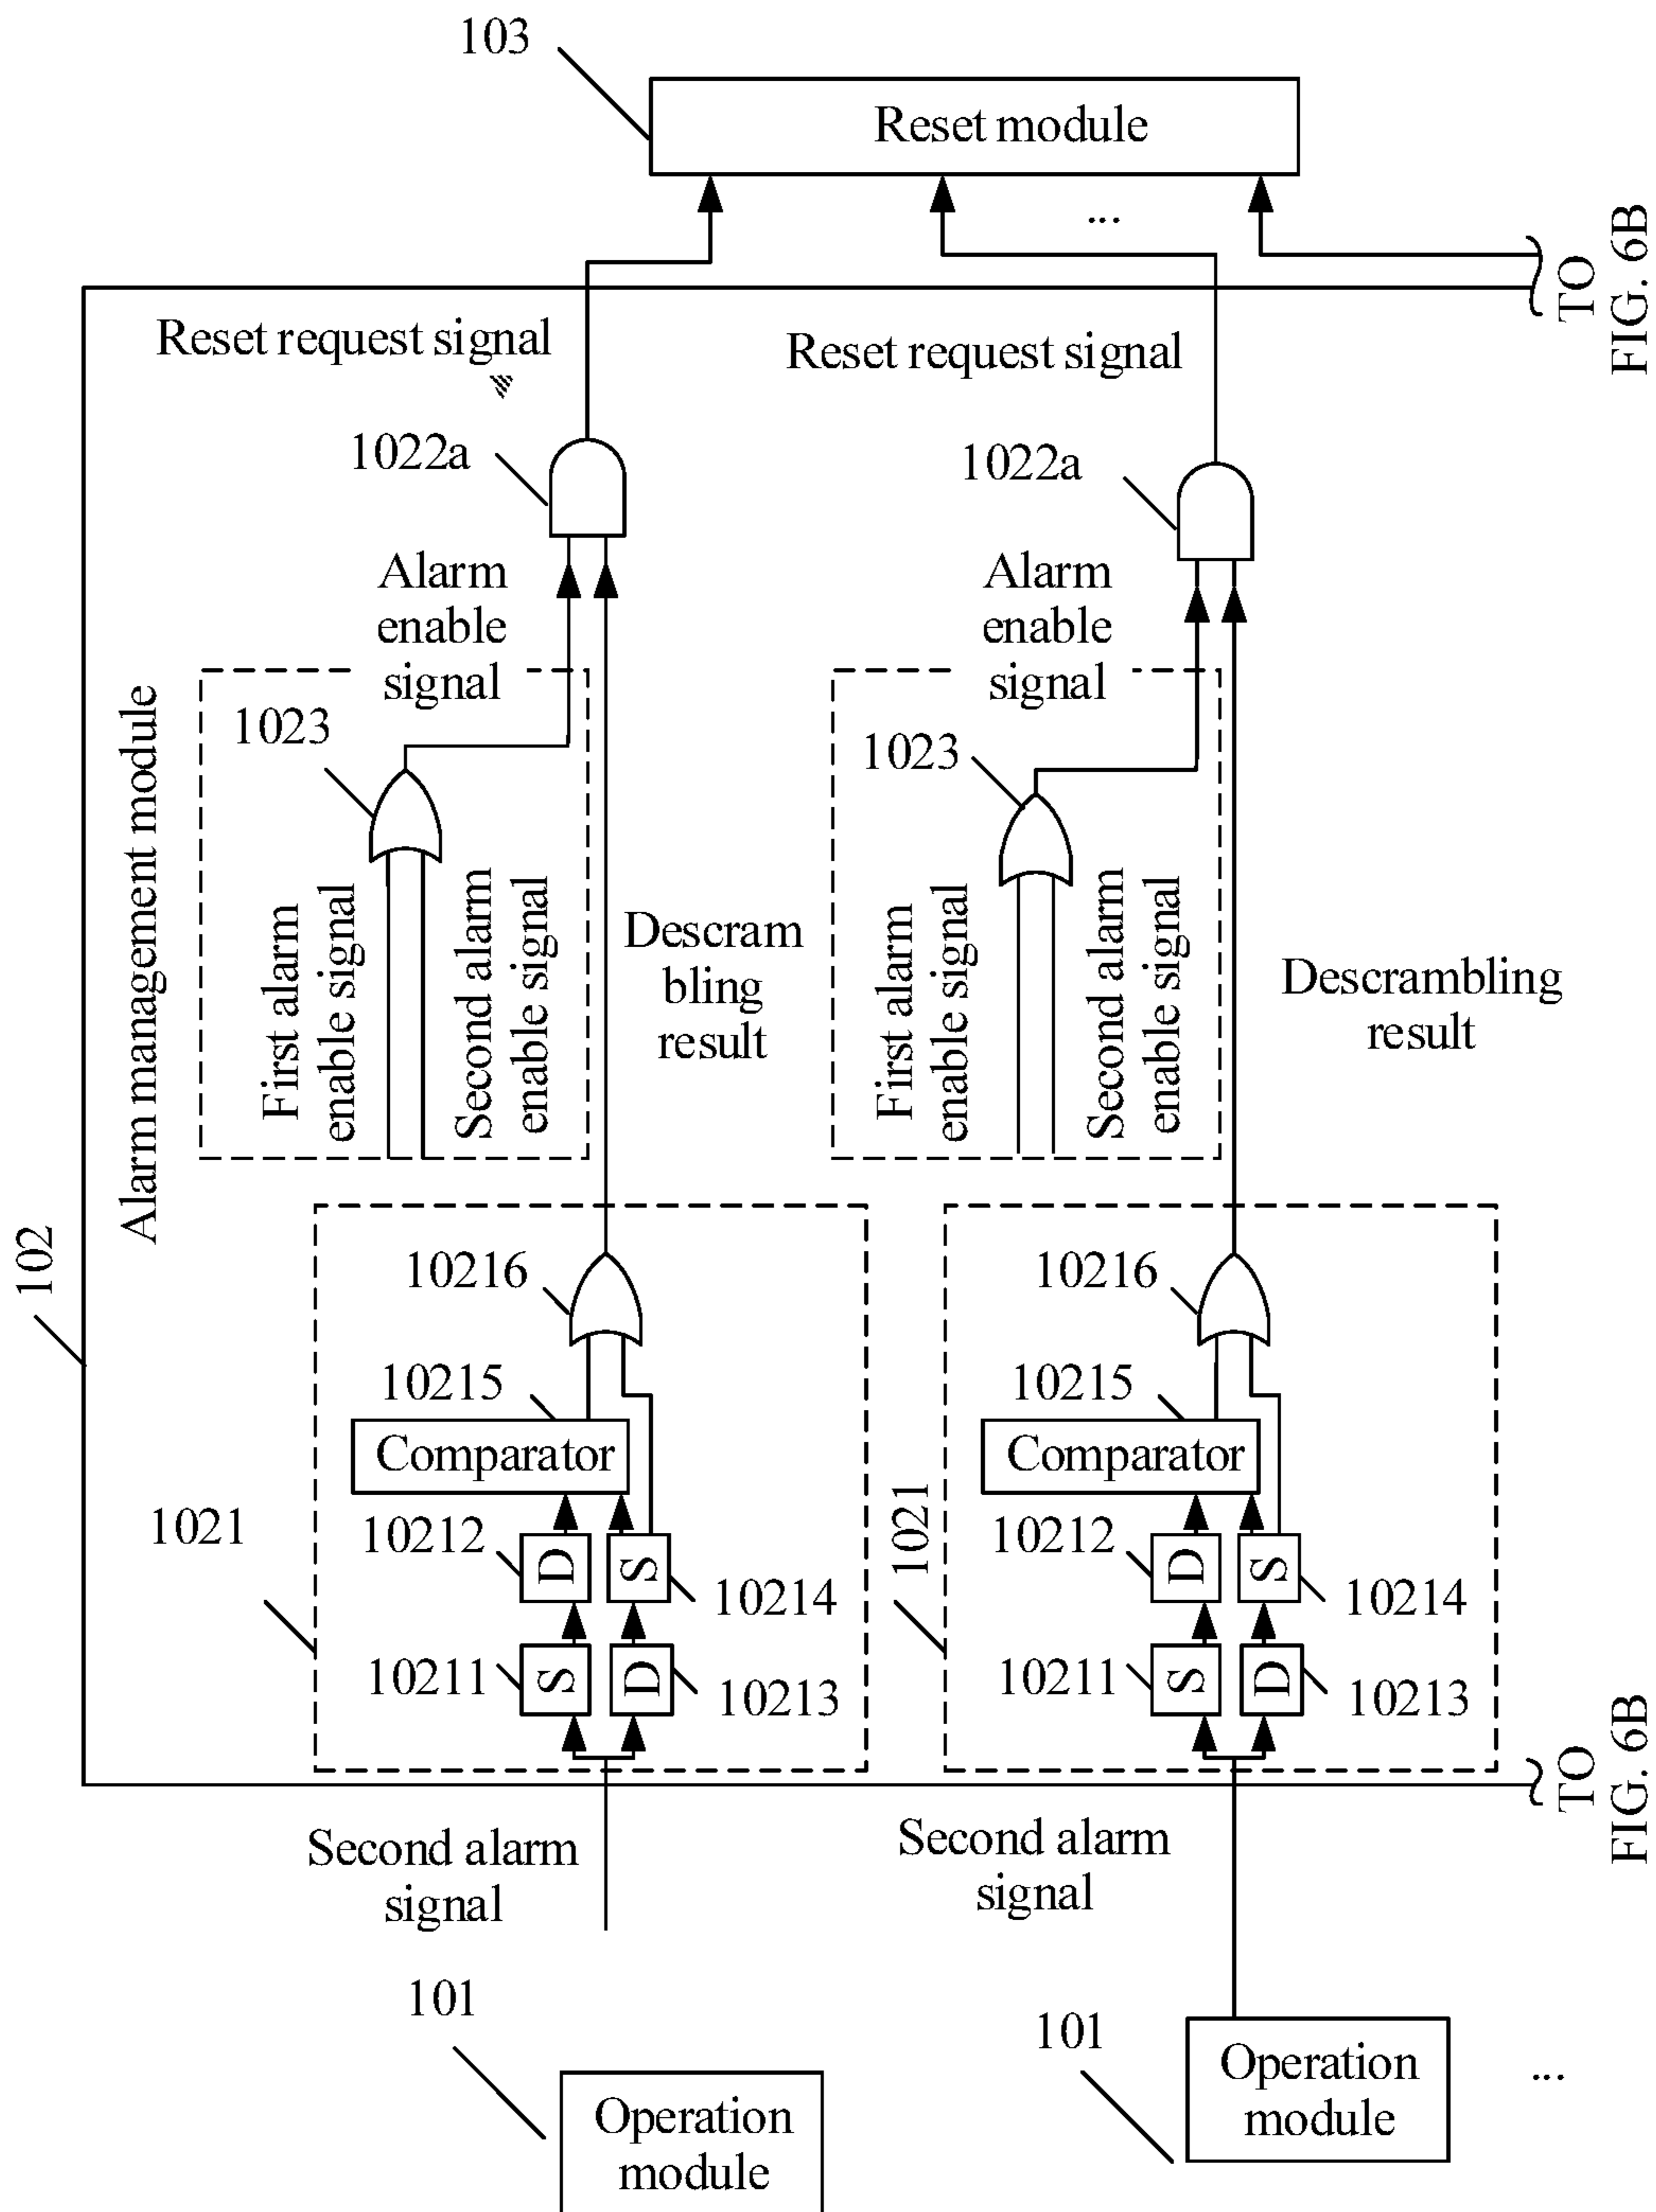 103
Reset module
...
TO
FIG. 6B
Reset request signal
Reset request signal
1022a
1022a
Alarm
enable
signal
Alarm
enable
signal
Alarm management module
1023
1023
First alarm
enable signal
Second alarm
enable signal
Descram
bling
result
First alarm
enable signal
Second alarm
enable signal
Descrambling
result
102
10216
10216
10215
10215
Comparator
Comparator
1021
1021
10212
D
S
10214
10212
D
S
10214
10211
S
D
10213
10211
S
D
10213
TO
FIG. 6B
Second alarm
signal
Second alarm
signal
101
101
Operation
module
Operation
module
...